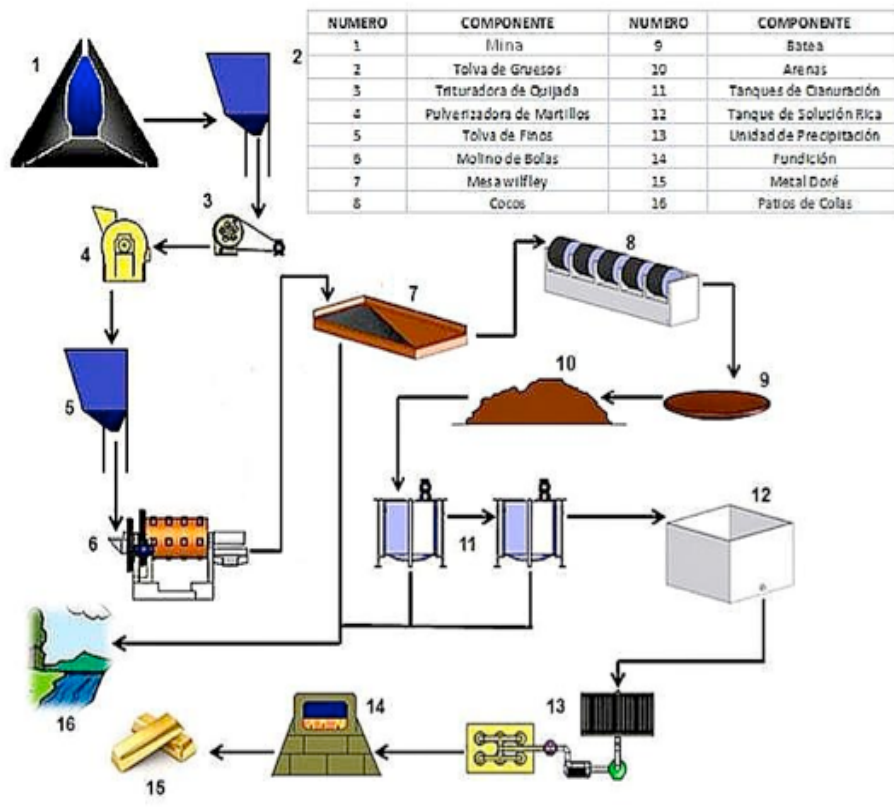 NUMERO COMPONENTE NUMERO COMPONENTE
1 Mina 9 Batea
2 Tolva de Gruesos 10 Arenas
3 Trituradora de Quijada 11 Tanques de Cianuración
4 Pulverizadora de Martillos 12 Tanque de Solución Rica
5 Tolva de Finos 13 Unidad de Precipitación
6 Molino de Bolas 14 Fundición
7 Mesa wilfley 15 Metal Doré
8 Cocos 16 Patios de Colas
1
2
3
4
8
7
5
10
9
6
11
12
16
15
14
13